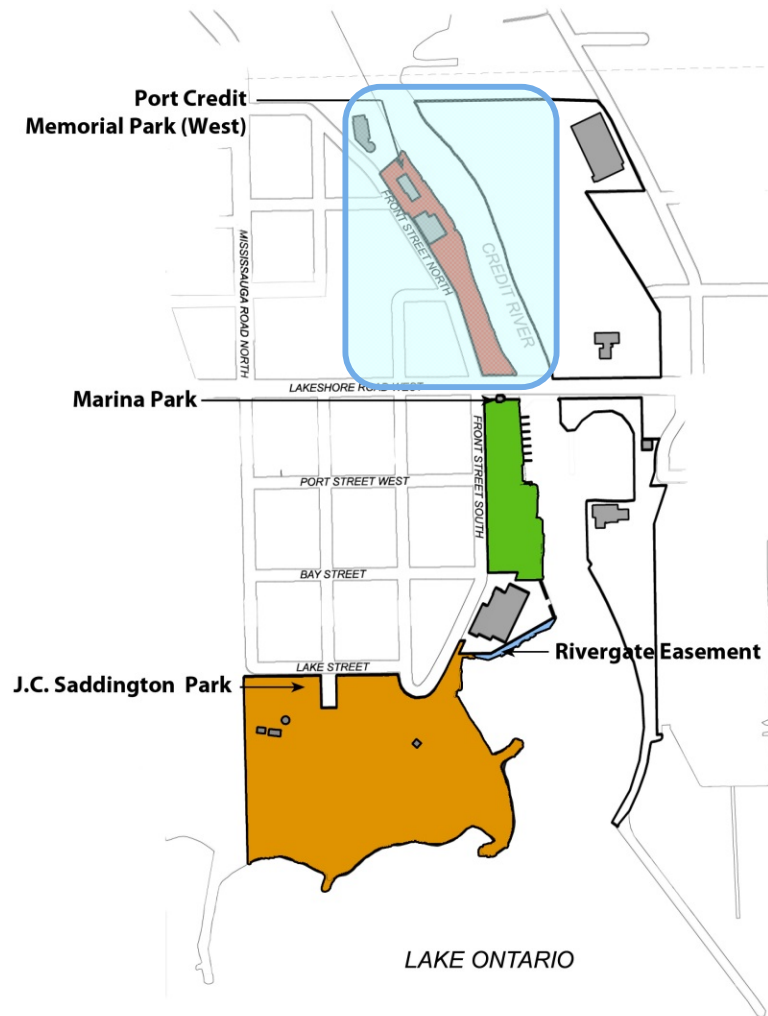 Port Credit
Memorial Park (West)
FRONT STREET NORTH
CREDIT RIVER
MISSISSAUGA ROAD NORTH
LAKESHORE ROAD WEST
Marina Park
FRONT STREET SOUTH
PORT STREET WEST
BAY STREET
Rivergate Easement
LAKE STREET
J.C. Saddington Park
LAKE ONTARIO